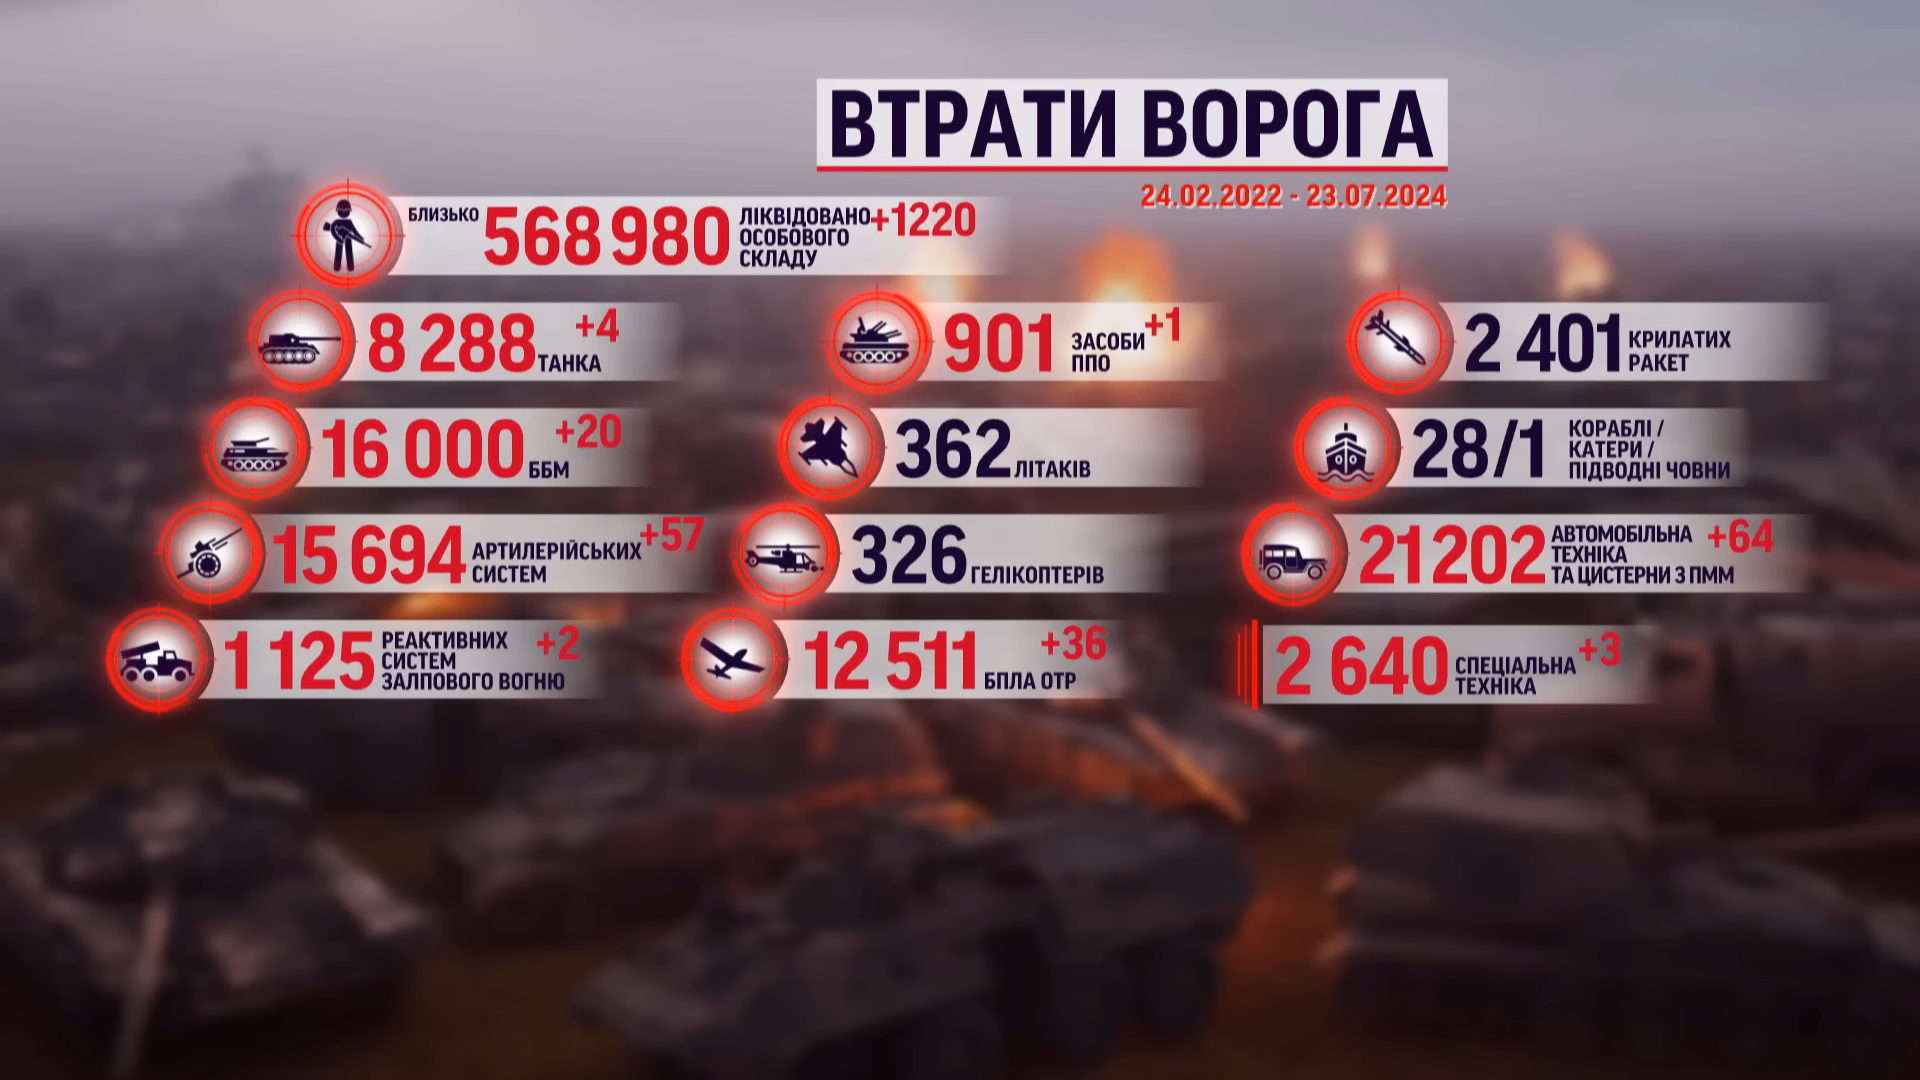 ВТРАТИ ВОРОГА
24.02.2022 - 23.07.2024
БЛИЗЬКО 568 980 ЛІКВІДОВАНО +1220
ОСОБОВОГО
СКЛАДУ
8 288 ТАНКА +4
16 000 ББМ +20
15 694 АРТИЛЕРІЙСЬКИХ +57
СИСТЕМ
1 125 РЕАКТИВНИХ +2
СИСТЕМ
ЗАЛПОВОГО ВОГНЮ
901 ЗАСОБИ +1
ППО
362 ЛІТАКІВ
326 ГЕЛІКОПТЕРІВ
12 511 БПЛА ОТР +36
2 401 КРИЛАТИХ
РАКЕТ
28/1 КОРАБЛІ /
КАТЕРИ /
ПІДВОДНІ ЧОВНИ
21 202 АВТОМОБІЛЬНА +64
ТЕХНІКА
ТА ЦИСТЕРНИ З ПММ
2 640 СПЕЦІАЛЬНА +3
ТЕХНІКА